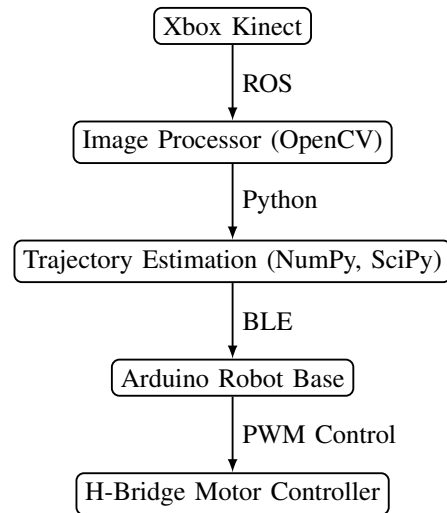 Xbox Kinect
ROS
Image Processor (OpenCV)
Python
Trajectory Estimation (NumPy, SciPy)
BLE
Arduino Robot Base
PWM Control
H-Bridge Motor Controller